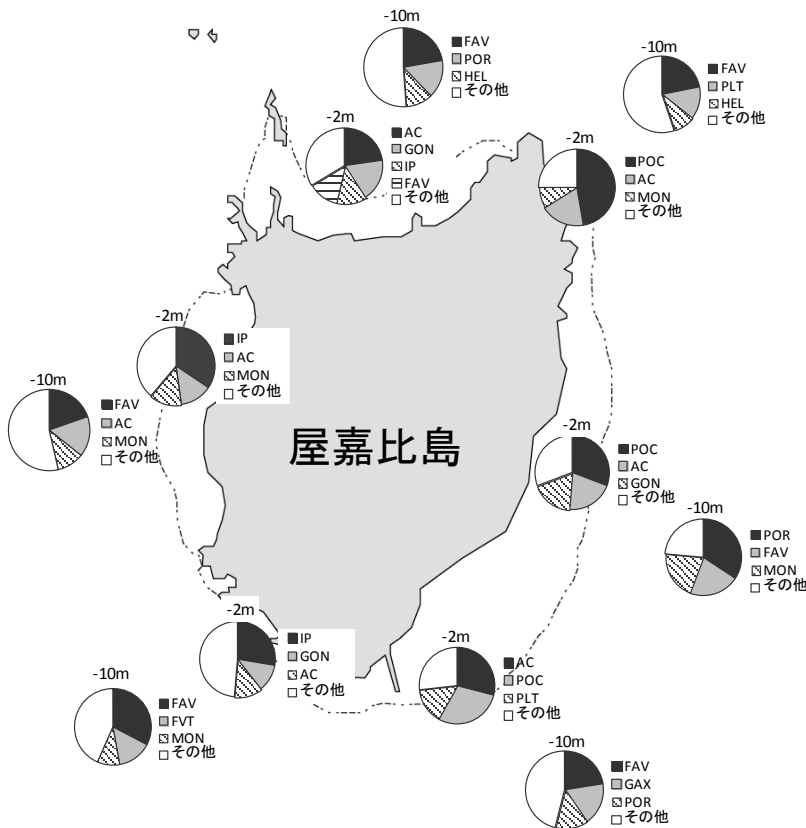 -10m
FAV
POR
HEL
その他
-10m
FAV
PLT
HEL
その他
-2m
AC
GON
IP
FAV
その他
-2m
POC
AC
MON
その他
-2m
IP
AC
MON
その他
-10m
FAV
AC
MON
その他
屋嘉比島
-2m
POC
AC
GON
その他
-10m
POR
FAV
MON
その他
-2m
IP
GON
AC
その他
-2m
AC
POC
PLT
その他
-10m
FAV
FVT
MON
その他
-10m
FAV
GAX
POR
その他